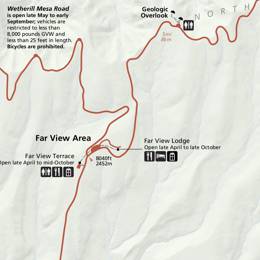 Wetherill Mesa Road
is open late May to early
September; vehicles are
restricted to less than
8,000 pounds GVW and
less than 25 feet in length.
Bicycles are prohibited.
Geologic
Overlook
NORTH
Far View Area
Far View Lodge
Open late April to late October
Far View Terrace
Open late April to mid-October
8040ft
2452m